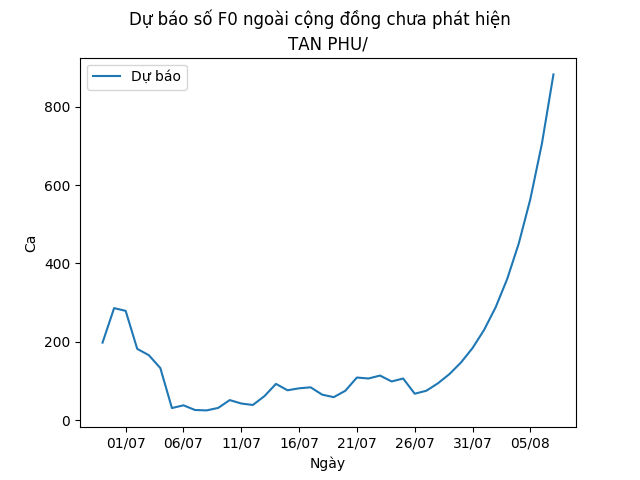 Dự báo số F0 ngoài cộng đồng chưa phát hiện
TAN PHU/
Dự báo
800
600
400
200
0
Ca
01/07 06/07 11/07 16/07 21/07 26/07 31/07 05/08
Ngày